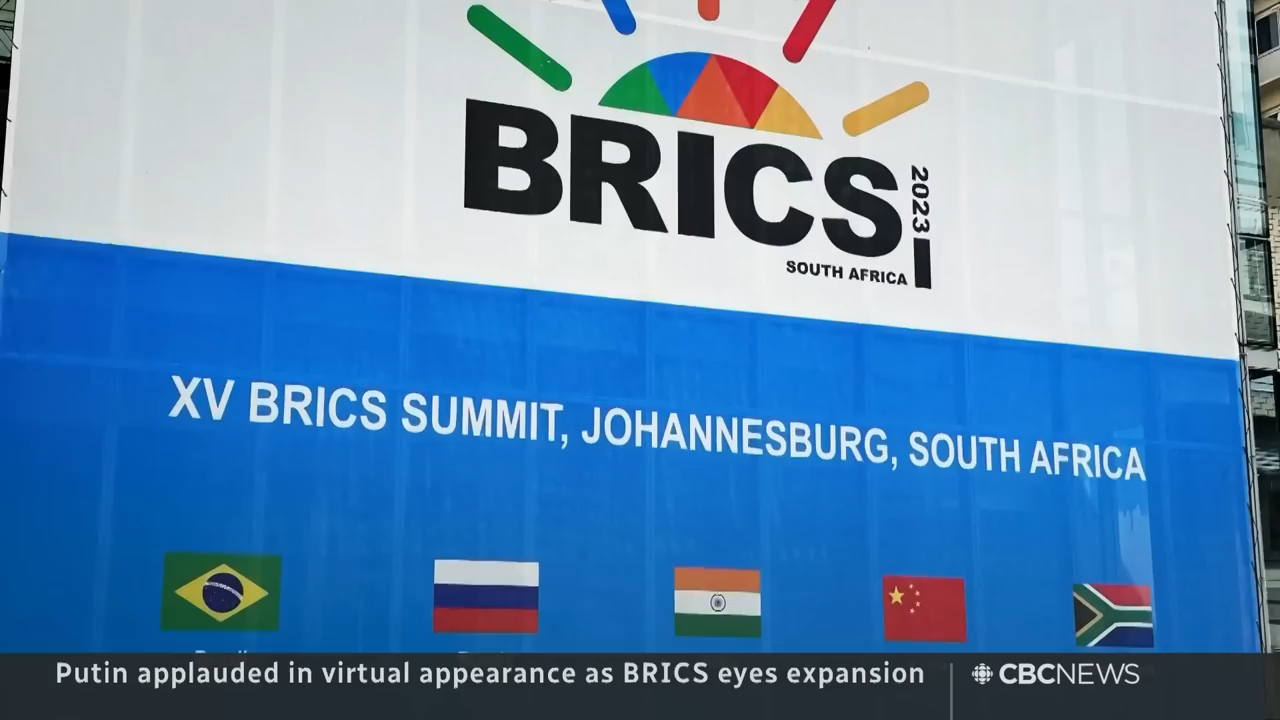 BRICS
2023
SOUTH AFRICA
XV BRICS SUMMIT, JOHANNESBURG, SOUTH AFRICA
Putin applauded in virtual appearance as BRICS eyes expansion
CBCNEWS